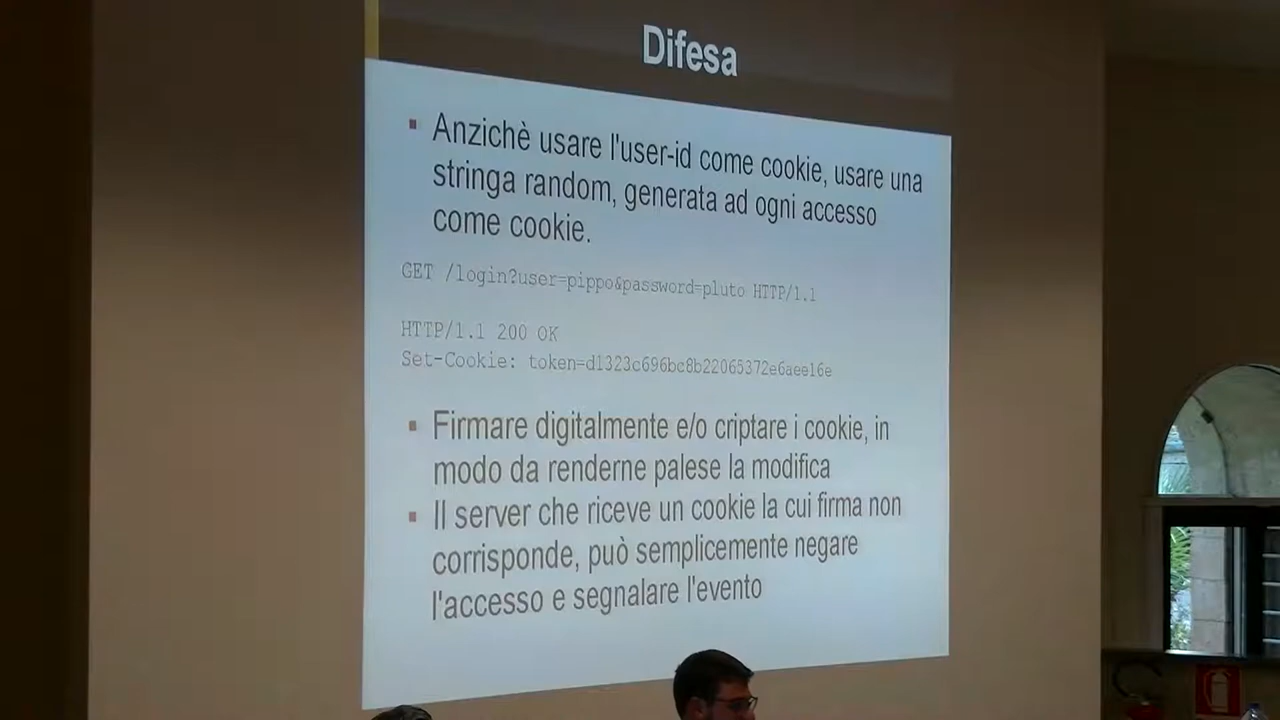 Difesa
Anzichè usare l'user-id come cookie, usare una
stringa random, generata ad ogni accesso
come cookie.
GET /login?user=pippo&password=pluto HTTP/1.1
HTTP/1.1 200 OK
Set-Cookie: token=d1323c696bc8b22065372e6aee16e
Firmare digitalmente e/o criptare i cookie, in
modo da renderne palese la modifica
Il server che riceve un cookie la cui firma non
corrisponde, può semplicemente negare
l'accesso e segnalare l'evento